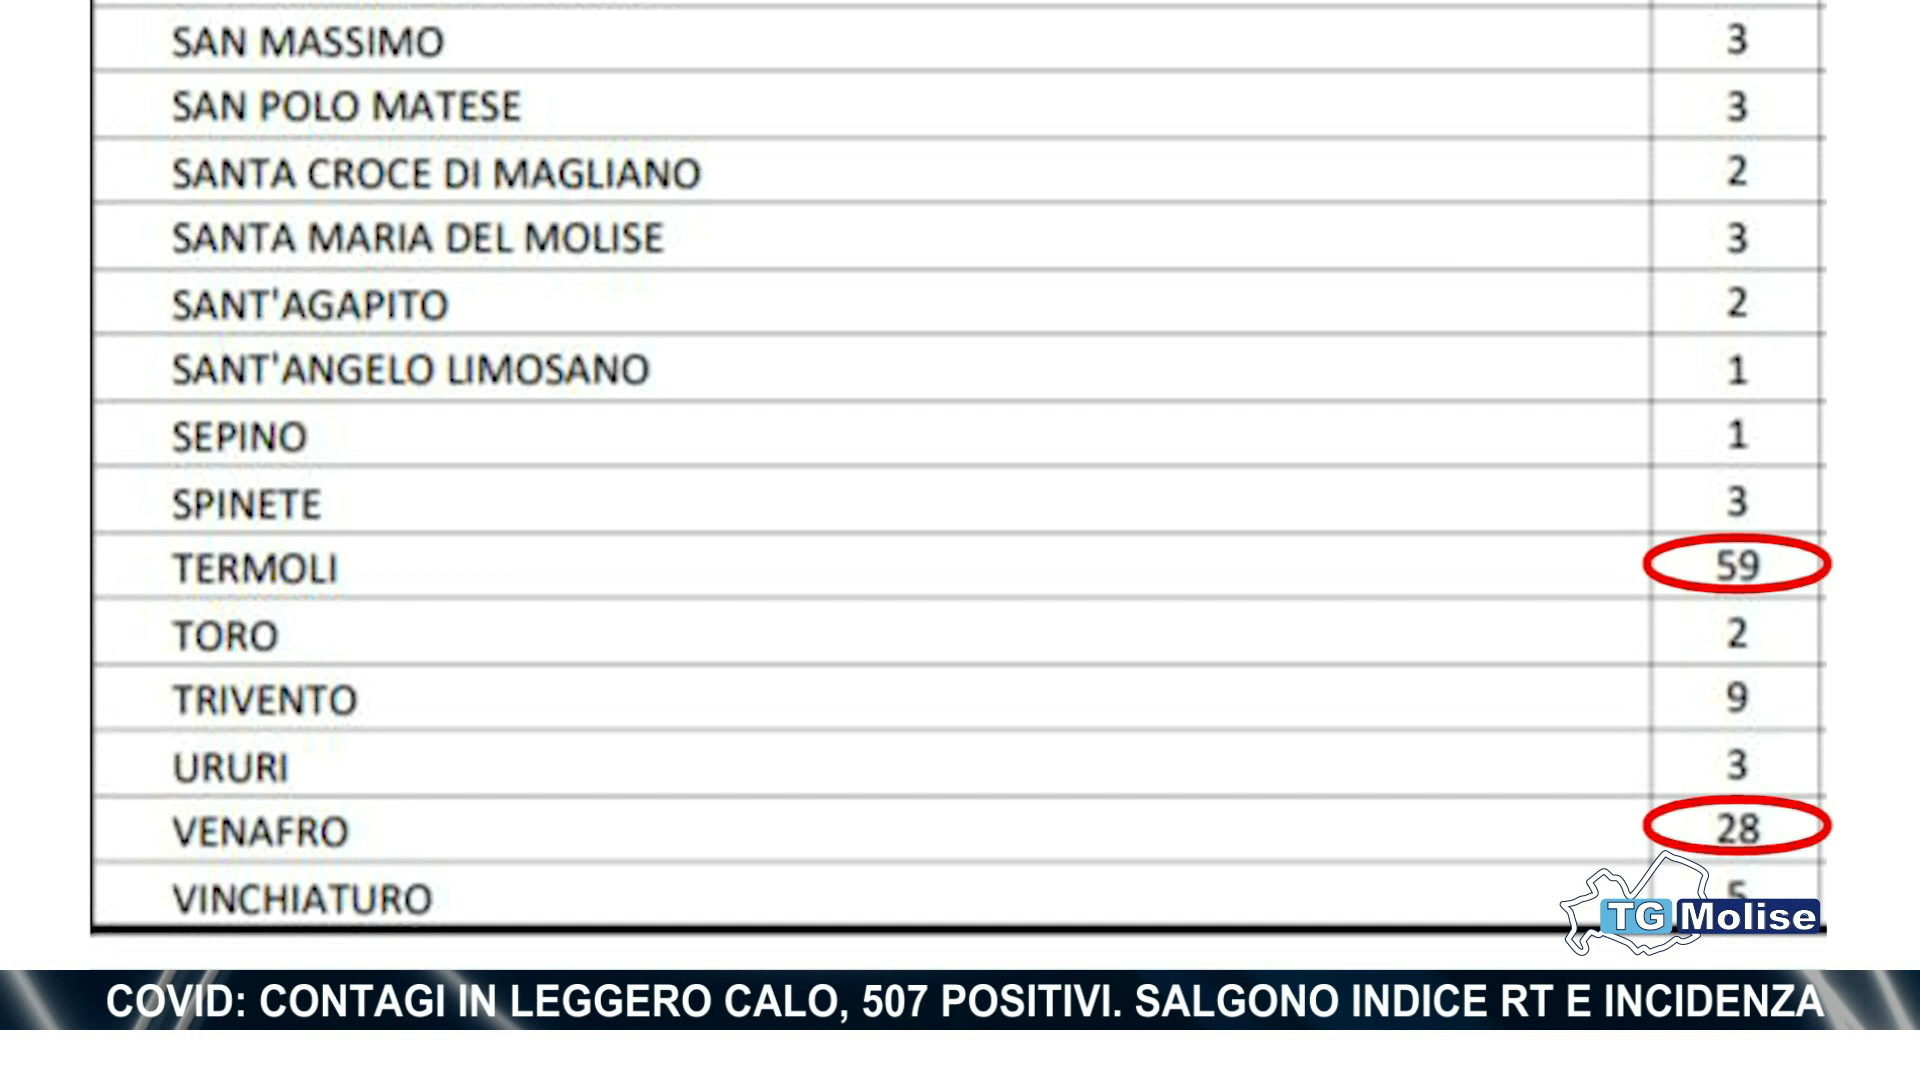 SAN MASSIMO 3
SAN POLO MATESE 3
SANTA CROCE DI MAGLIANO 2
SANTA MARIA DEL MOLISE 3
SANT'AGAPITO 2
SANT'ANGELO LIMOSANO 1
SEPINO 1
SPINETE 3
TERMOLI 59
TORO 2
TRIVENTO 9
URURI 3
VENAFRO 28
VINCHIATURO 5
TG Molise
COVID: CONTAGI IN LEGGERO CALO, 507 POSITIVI. SALGONO INDICE RT E INCIDENZA